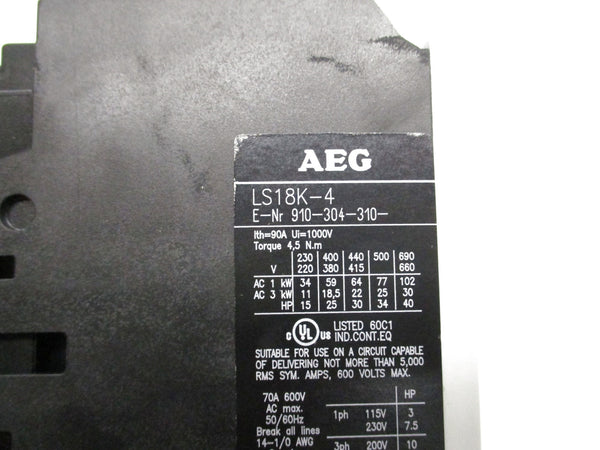 AEG
LS18K-4
E-Nr 910-304-310-
Ith=90A Ui=1000V
Torque 4,5 N.m
230 400 440 500 690
V 220 380 415 660
AC 1 kW 34 59 64 77 102
AC 3 kW 11 18,5 22 25 30
HP 15 25 30 34 40
c UL us LISTED 60C1
IND.CONT.EQ
SUITABLE FOR USE ON A CIRCUIT CAPABLE
OF DELIVERING NOT MORE THAN 5,000
RMS SYM. AMPS, 600 VOLTS MAX.
70A 600V HP
AC max. 1ph 115V 3
50/60Hz
Break all lines 230V 7.5
14-1/0 AWG 3ph 200V 10